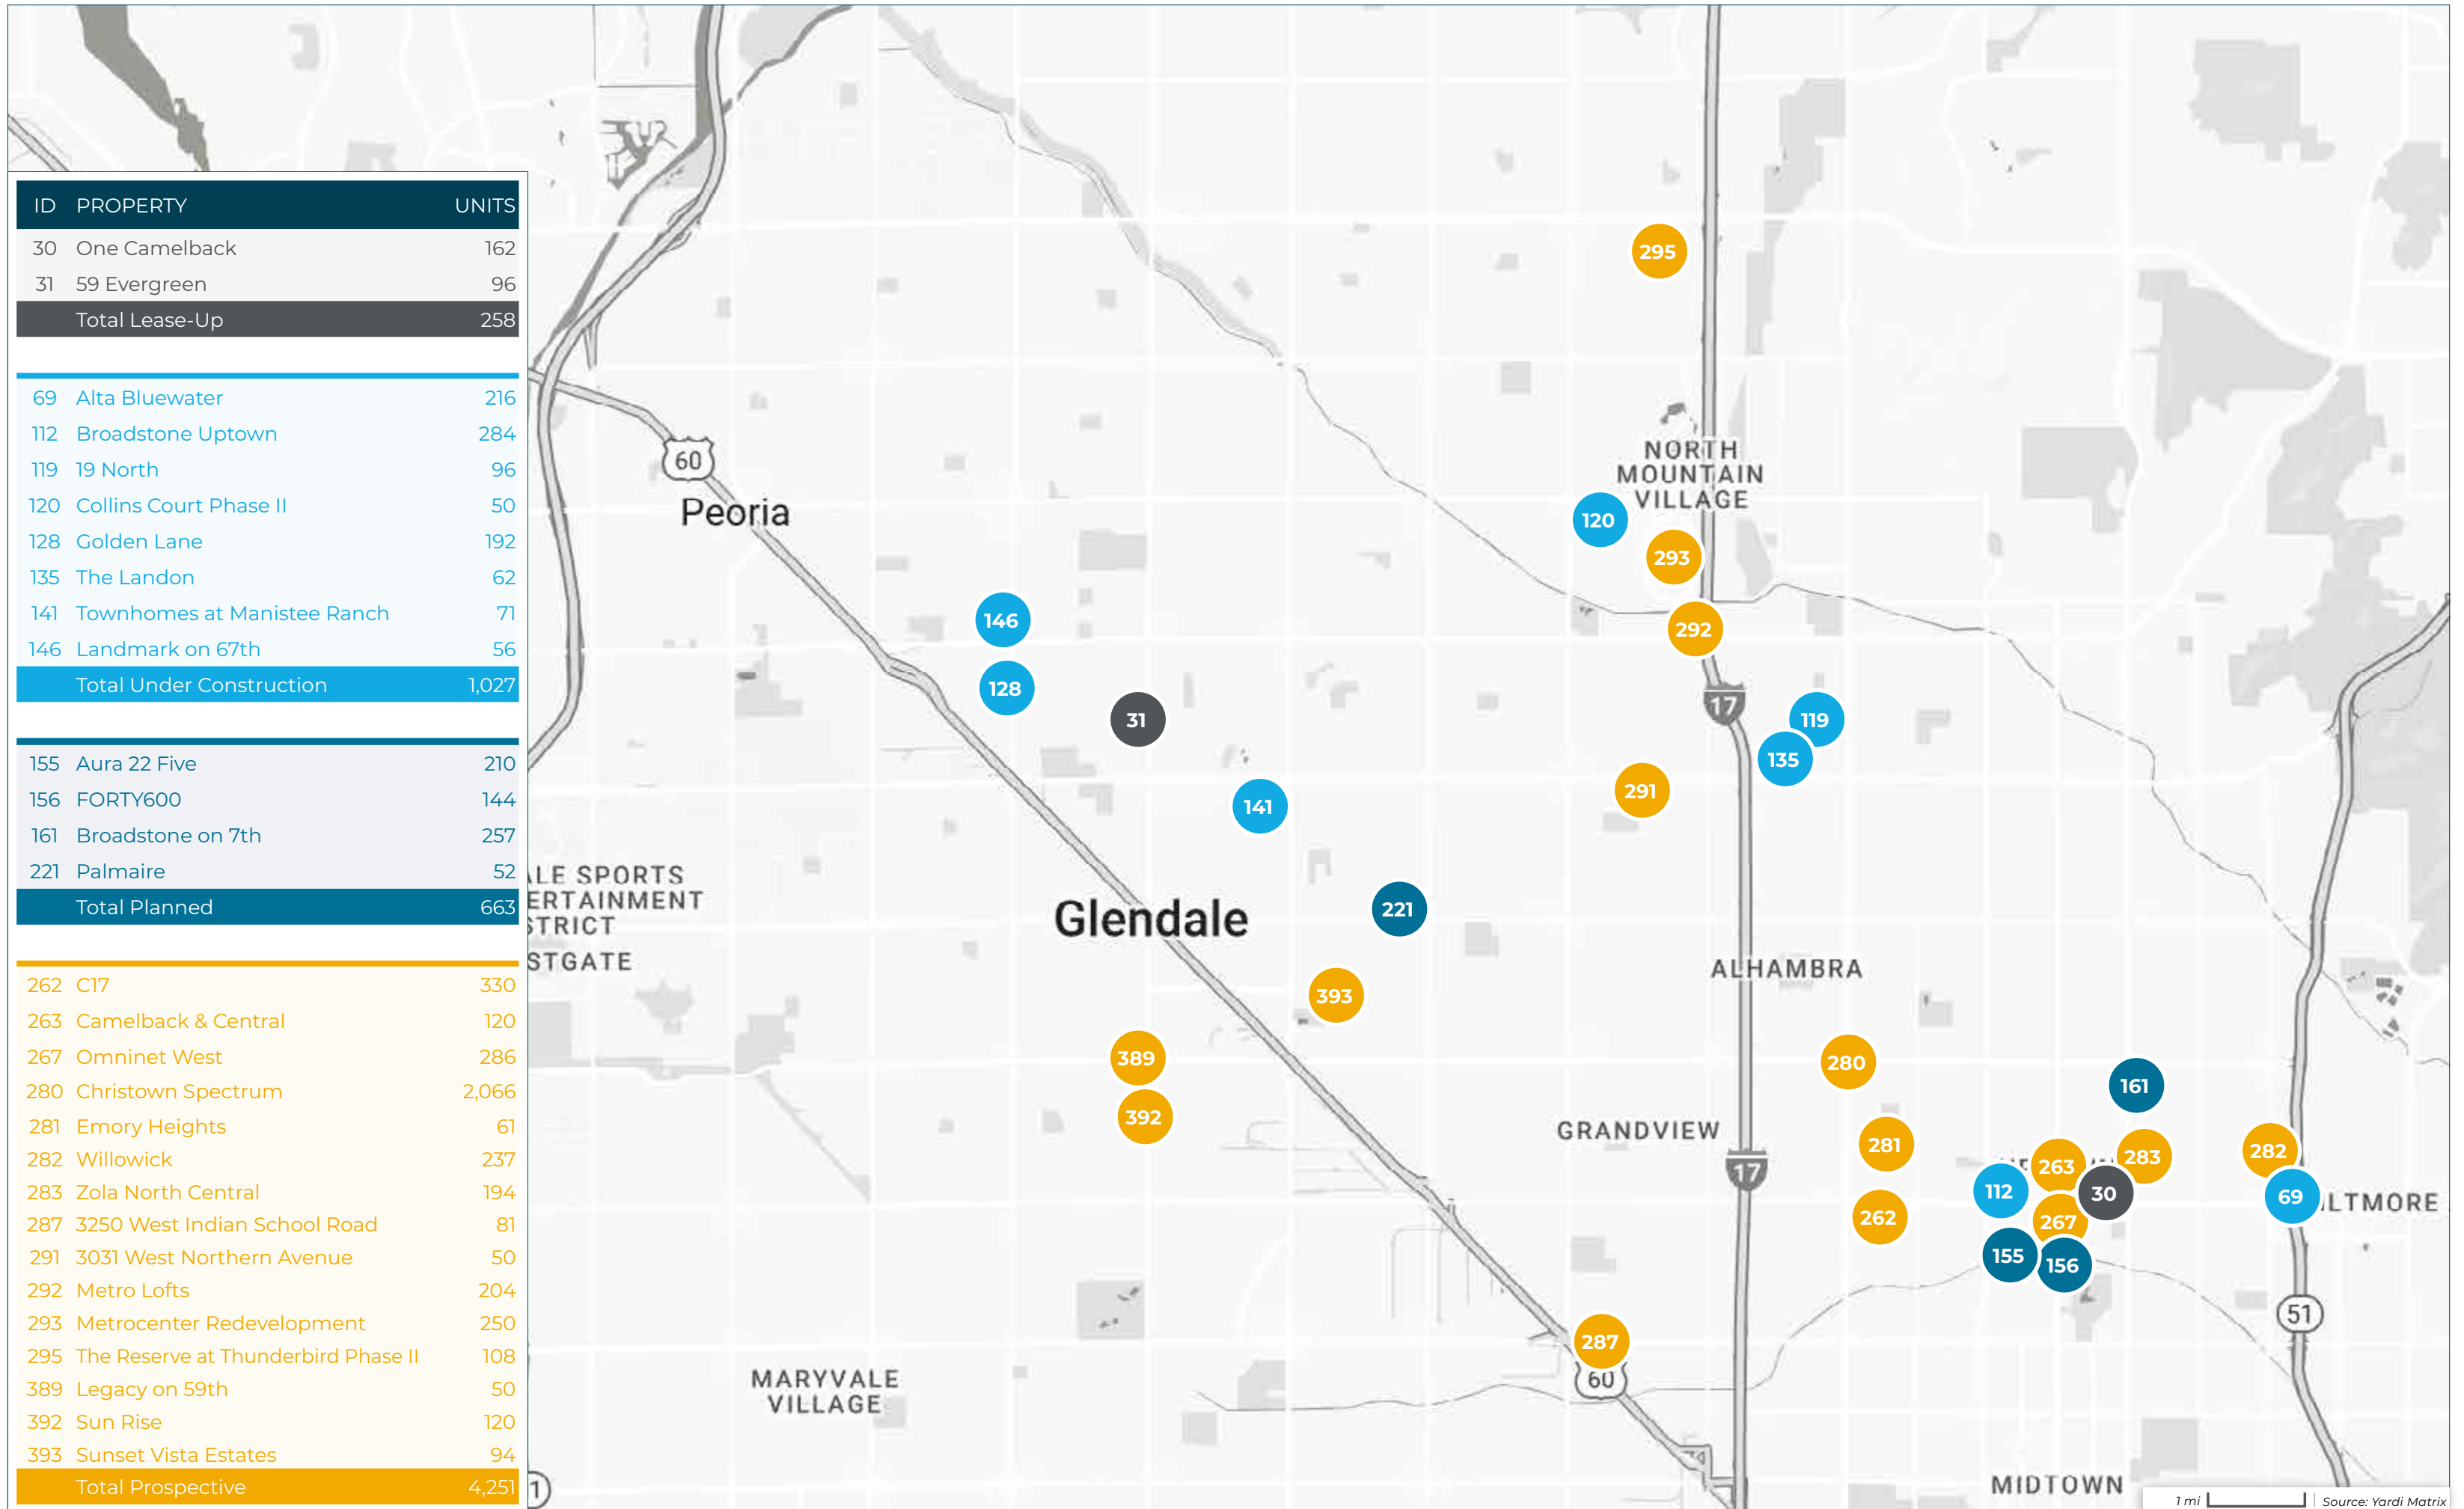 ID PROPERTY UNITS
30 One Camelback 162
31 59 Evergreen 96
Total Lease-Up 258
69 Alta Bluewater 216
112 Broadstone Uptown 284
119 19 North 96
120 Collins Court Phase II 50
128 Golden Lane 192
135 The Landon 62
141 Townhomes at Manistee Ranch 71
146 Landmark on 67th 56
Total Under Construction 1,027
155 Aura 22 Five 210
156 FORTY600 144
161 Broadstone on 7th 257
221 Palmaire 52
Total Planned 663
262 C17 330
263 Camelback & Central 120
267 Omninet West 286
280 Christown Spectrum 2,066
281 Emory Heights 61
282 Willowick 237
283 Zola North Central 194
287 3250 West Indian School Road 81
291 3031 West Northern Avenue 50
292 Metro Lofts 204
293 Metrocenter Redevelopment 250
295 The Reserve at Thunderbird Phase II 108
389 Legacy on 59th 50
392 Sun Rise 120
393 Sunset Vista Estates 94
Total Prospective 4,251
295
60
NORTH
MOUNTAIN
VILLAGE
Peoria
120
293
146
292
128
17
31
119
135
291
141
ALE SPORTS
ERTAINMENT
STRICT
STGATE
Glendale
221
ALHAMBRA
393
389
280
161
392
GRANDVIEW
281
282
283
263
17
112
30
69
LTMORE
262
267
155
156
51
287
60
MARYVALE
VILLAGE
MIDTOWN
1
1 mi
Source: Yardi Matrix